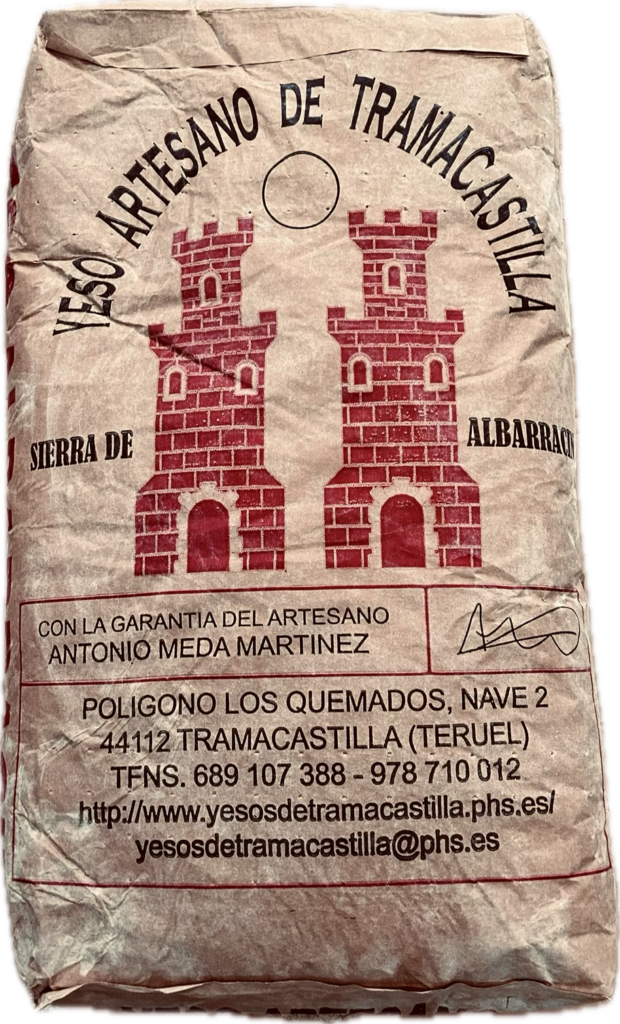 YESO ARTESANO DE TRAMACASTILLA
SIERRA DE ALBARRACIN
CON LA GARANTIA DEL ARTESANO
ANTONIO MEDA MARTINEZ
POLIGONO LOS QUEMADOS, NAVE 2
44112 TRAMACASTILLA (TERUEL)
TFNS. 689 107 388 - 978 710 012
http://www.yesosdetramacastilla.phs.es/
yesosdetramacastilla@phs.es